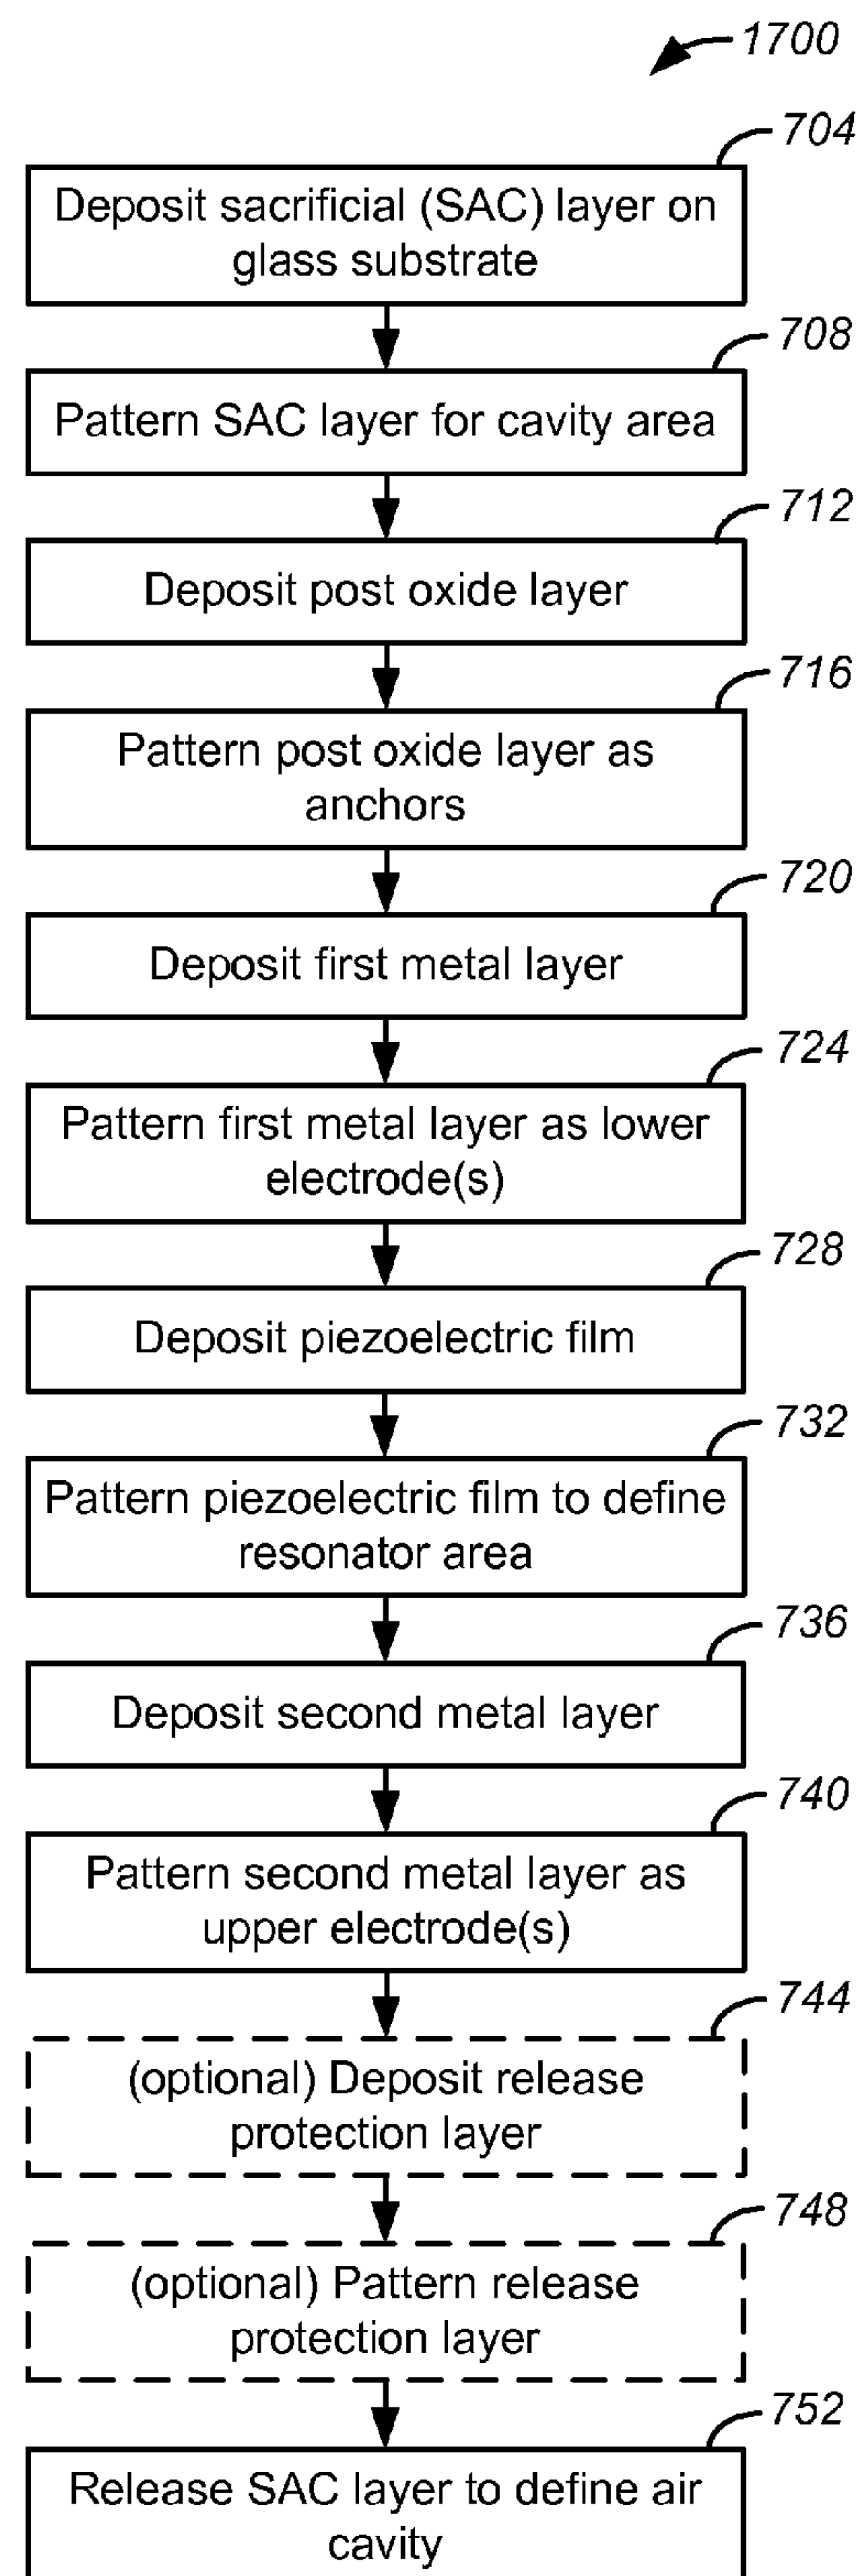 1700
704
Deposit sacrificial (SAC) layer on
glass substrate
708
Pattern SAC layer for cavity area
712
Deposit post oxide layer
716
Pattern post oxide layer as
anchors
720
Deposit first metal layer
724
Pattern first metal layer as lower
electrode(s)
728
Deposit piezoelectric film
732
Pattern piezoelectric film to define
resonator area
736
Deposit second metal layer
740
Pattern second metal layer as
upper electrode(s)
744
(optional) Deposit release
protection layer
748
(optional) Pattern release
protection layer
752
Release SAC layer to define air
cavity